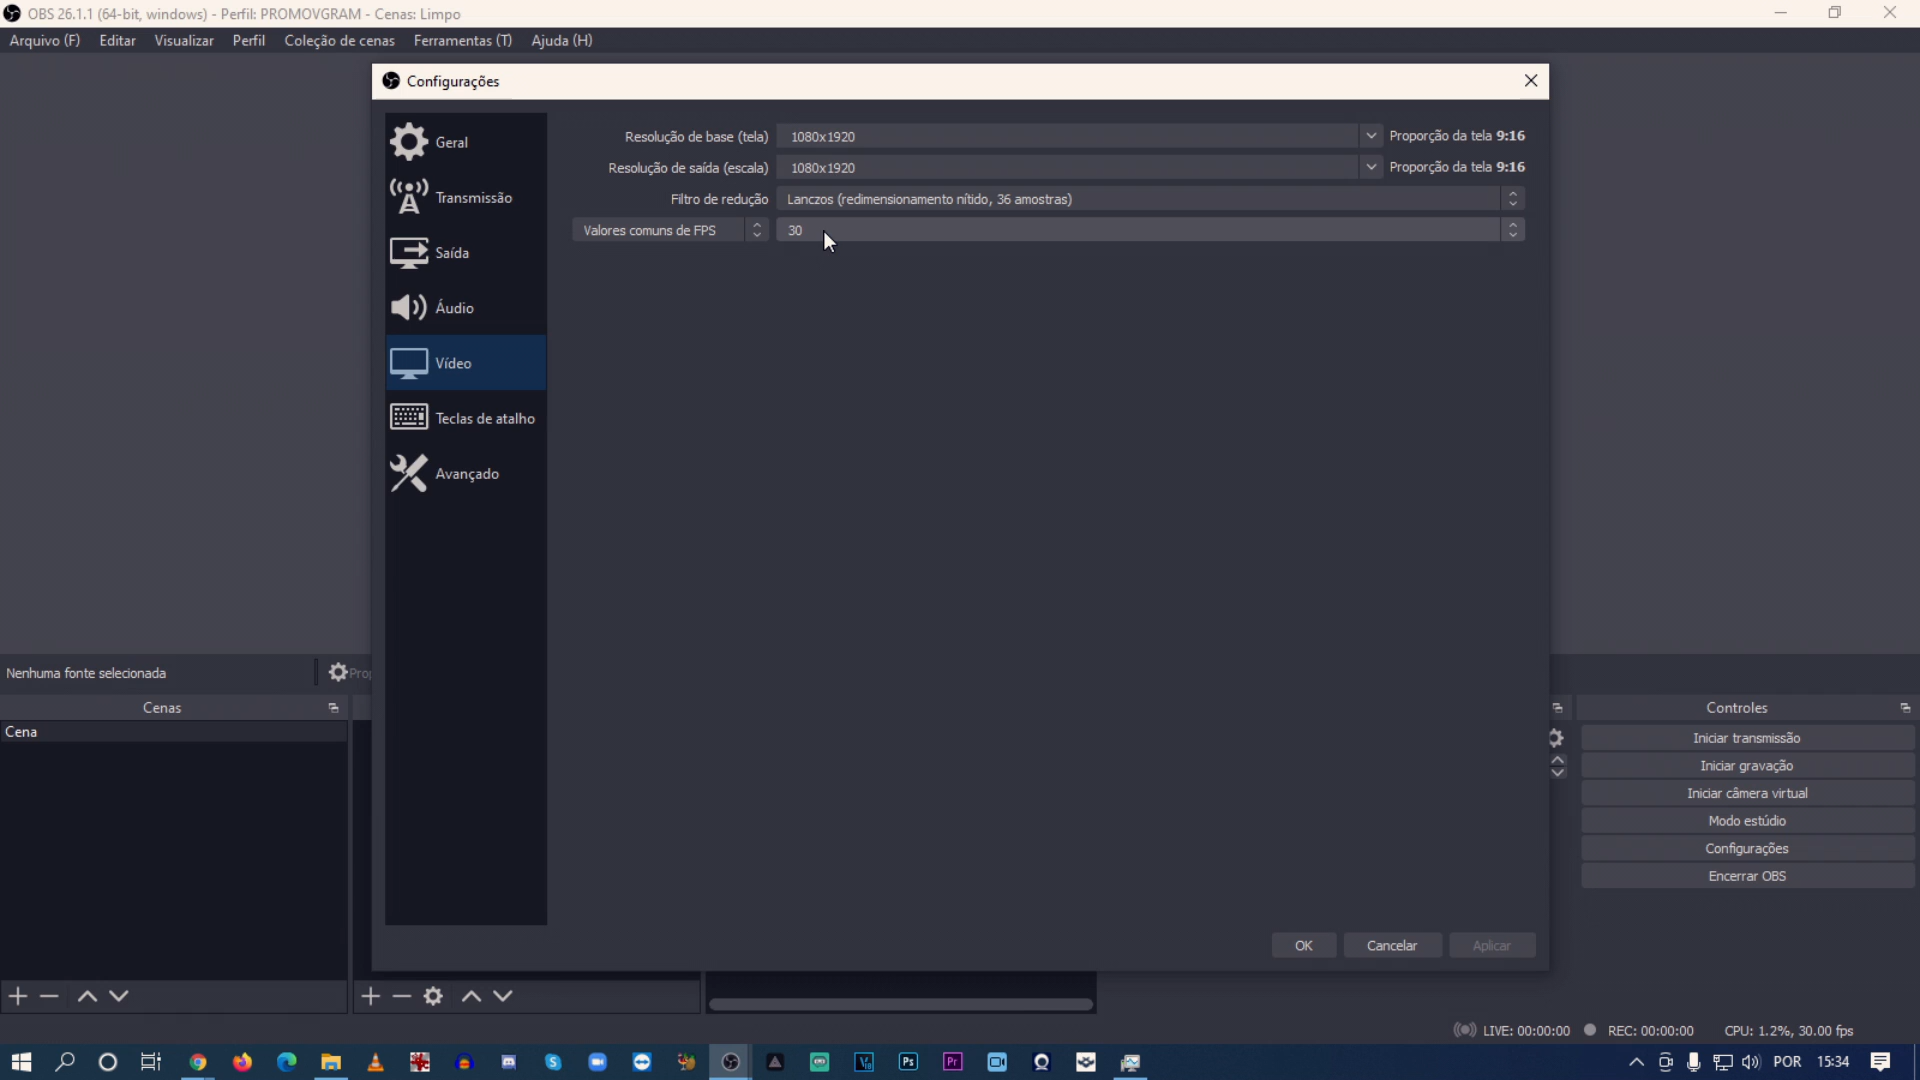 OBS 26.1.1 (64-bit, windows) - Perfil: PROMOVGRAM - Cenas: Limpo
Arquivo (F) Editar Visualizar Perfil Coleção de cenas Ferramentas (T) Ajuda (H)
Configurações
Geral
Transmissão
Saída
Áudio
Vídeo
Teclas de atalho
Avançado
Resolução de base (tela) 1080x1920 Proporção da tela 9:16
Resolução de saída (escala) 1080x1920 Proporção da tela 9:16
Filtro de redução Lanczos (redimensionamento nítido, 36 amostras)
Valores comuns de FPS 30
OK Cancelar Aplicar
Nenhuma fonte selecionada
Cenas
Cena
Controles
Iniciar transmissão
Iniciar gravação
Iniciar câmera virtual
Modo estúdio
Configurações
Encerrar OBS
LIVE: 00:00:00 REC: 00:00:00 CPU: 1.2%, 30.00 fps
Ps Pr POR 15:34